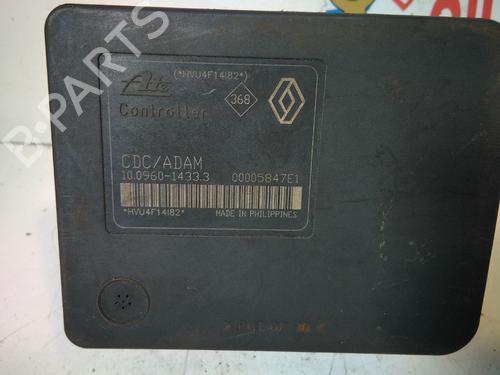 (*HVU4F14I82*)
Ate
368
Controller
CDC/ADAM
10.0960-1433.3 00005847E1
*HVU4F14I82*
MADE IN PHILIPPINES
B-PARTS